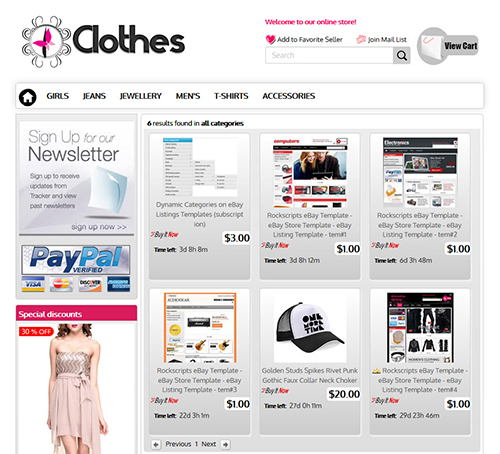 Clothes
Welcome to our online store!
Add to Favorite Seller
Join Mail List
Search
View Cart
GIRLS JEANS JEWELLERY MEN'S T-SHIRTS ACCESSORIES
Sign Up for our
Newsletter
Sign up to receive
updates from
Tracker and view
past newsletters
sign up now >>
PayPal
VERIFIED
VISA
DISCOVER
Special discounts
30 % OFF
6 results found in all categories
Dynamic Categories on eBay
Listings Templates (subscript
ion)
Buy It Now
$3.00
Time left: 3d 8h 8m
computers
Rockscripts eBay Template -
eBay Store Template - eBay
Listing Template - tem#1
Buy It Now
$1.00
Time left: 3d 8h 12m
Electronics
Rockscripts eBay Template -
eBay Store Template - eBay
Listing Template - tem#2
Buy It Now
$1.00
Time left: 6d 3h 48m
Rockscripts eBay Template -
eBay Store Template - eBay
Listing Template - tem#3
Buy It Now
$1.00
Time left: 22d 3h 1m
ONE
WORK
TIME
Golden Studs Spikes Rivet Punk
Gothic Faux Collar Neck Choker
Buy It Now
$20.00
Time left: 27d 0h 11m
Rockscripts eBay Template -
eBay Store Template - eBay
Listing Template - tem#4
Buy It Now
$1.00
Time left: 29d 23h 46m
Previous 1 Next